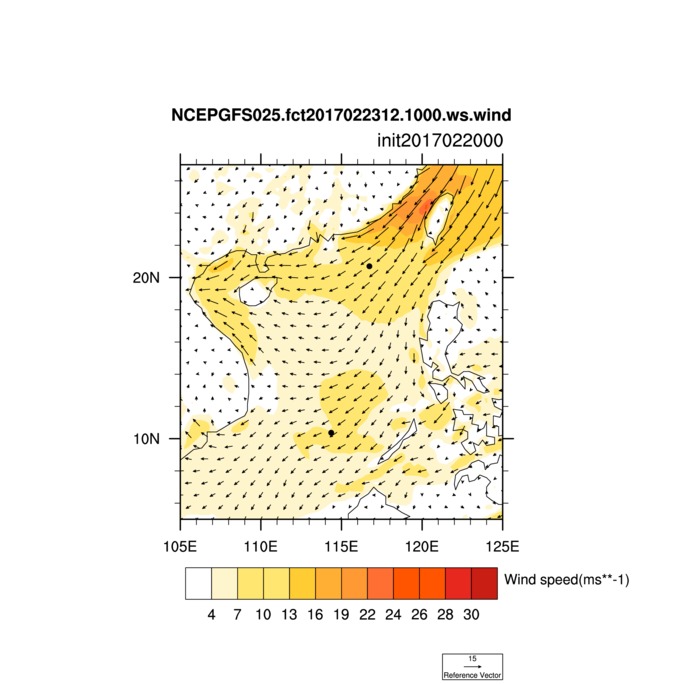 NCEPGFS025.fct2017022312.1000.ws.wind
init2017022000
20N
10N
105E 110E 115E 120E 125E
Wind speed(ms**-1)
4 7 10 13 16 19 22 24 26 28 30
15
Reference Vector